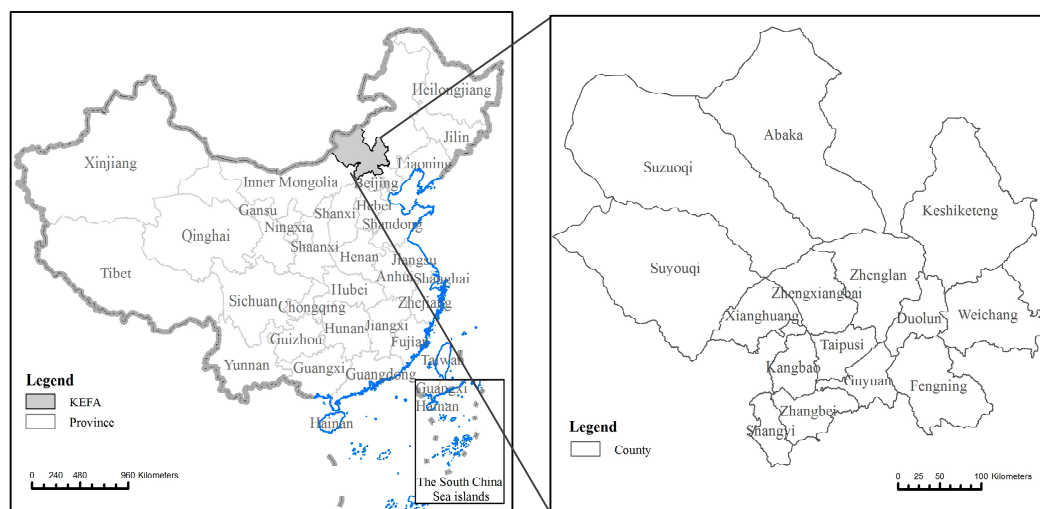 Heilongjiang
Jilin
Liaoning
Xinjiang
Inner Mongolia
Beijing
Gansu
Hebei
Shanxi
Ningxia
Shandong
Qinghai
Shaanxi
Henan
Tibet
Jiangsu
Anhui
Shanghai
Hubei
Sichuan
Chongqing
Zhejiang
Hunan
Jiangxi
Guizhou
Fujian
Yunnan
Guangxi
Guangdong
Taiwan
Hainan
Legend
KEFA
Province
0 240 480 960 Kilometers
Guangxi
Hainan
The South China
Sea islands
Abaka
Suzuoqi
Keshiketeng
Suyouqi
Zhenglan
Zhengxiangbai
Xianghuang
Duolun
Weichang
Taipusi
Kangbao
Guyuan
Fengning
Zhangbei
Shangyi
Legend
County
0 25 50 100 Kilometers